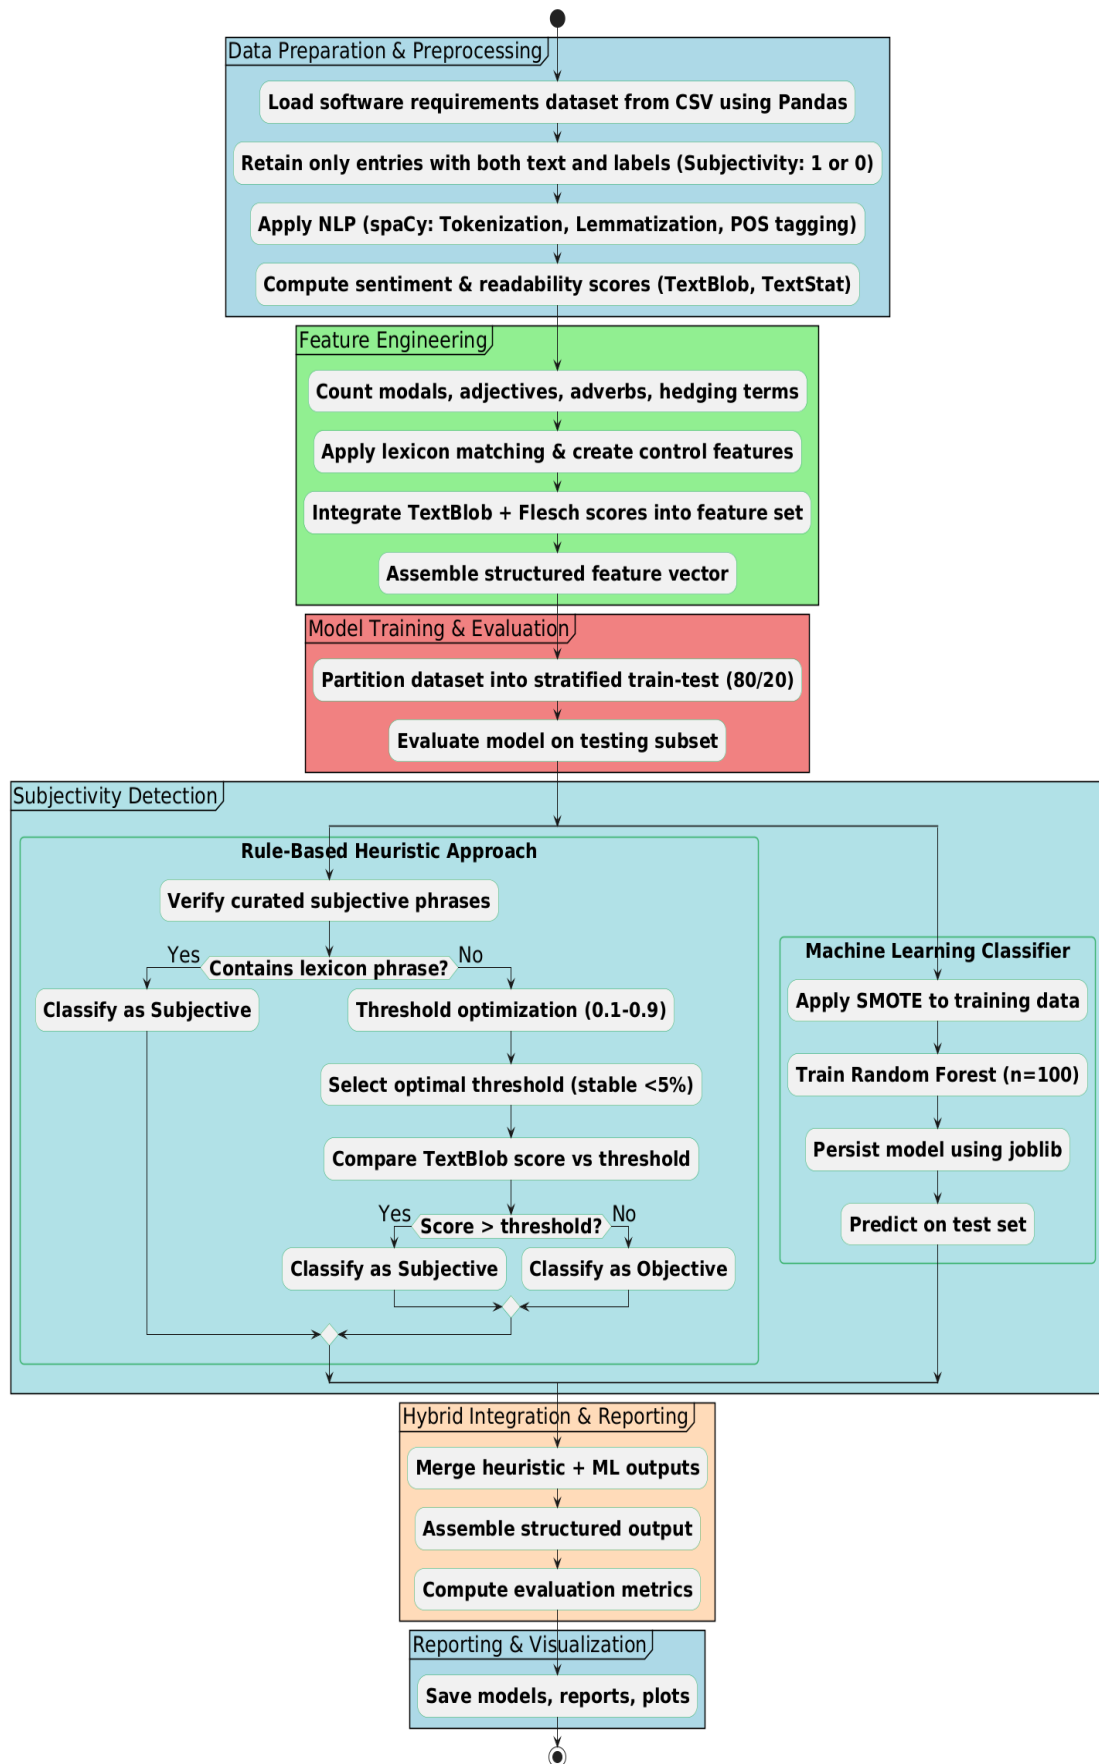 Data Preparation & Preprocessing
Load software requirements dataset from CSV using Pandas
Retain only entries with both text and labels (Subjectivity: 1 or 0)
Apply NLP (spaCy: Tokenization, Lemmatization, POS tagging)
Compute sentiment & readability scores (TextBlob, TextStat)
Feature Engineering
Count modals, adjectives, adverbs, hedging terms
Apply lexicon matching & create control features
Integrate TextBlob + Flesch scores into feature set
Assemble structured feature vector
Model Training & Evaluation
Partition dataset into stratified train-test (80/20)
Evaluate model on testing subset
Subjectivity Detection
Rule-Based Heuristic Approach
Verify curated subjective phrases
Yes
Contains lexicon phrase?
No
Classify as Subjective
Threshold optimization (0.1-0.9)
Select optimal threshold (stable <5%)
Compare TextBlob score vs threshold
Yes
Score > threshold?
No
Classify as Subjective
Classify as Objective
Machine Learning Classifier
Apply SMOTE to training data
Train Random Forest (n=100)
Persist model using joblib
Predict on test set
Hybrid Integration & Reporting
Merge heuristic + ML outputs
Assemble structured output
Compute evaluation metrics
Reporting & Visualization
Save models, reports, plots